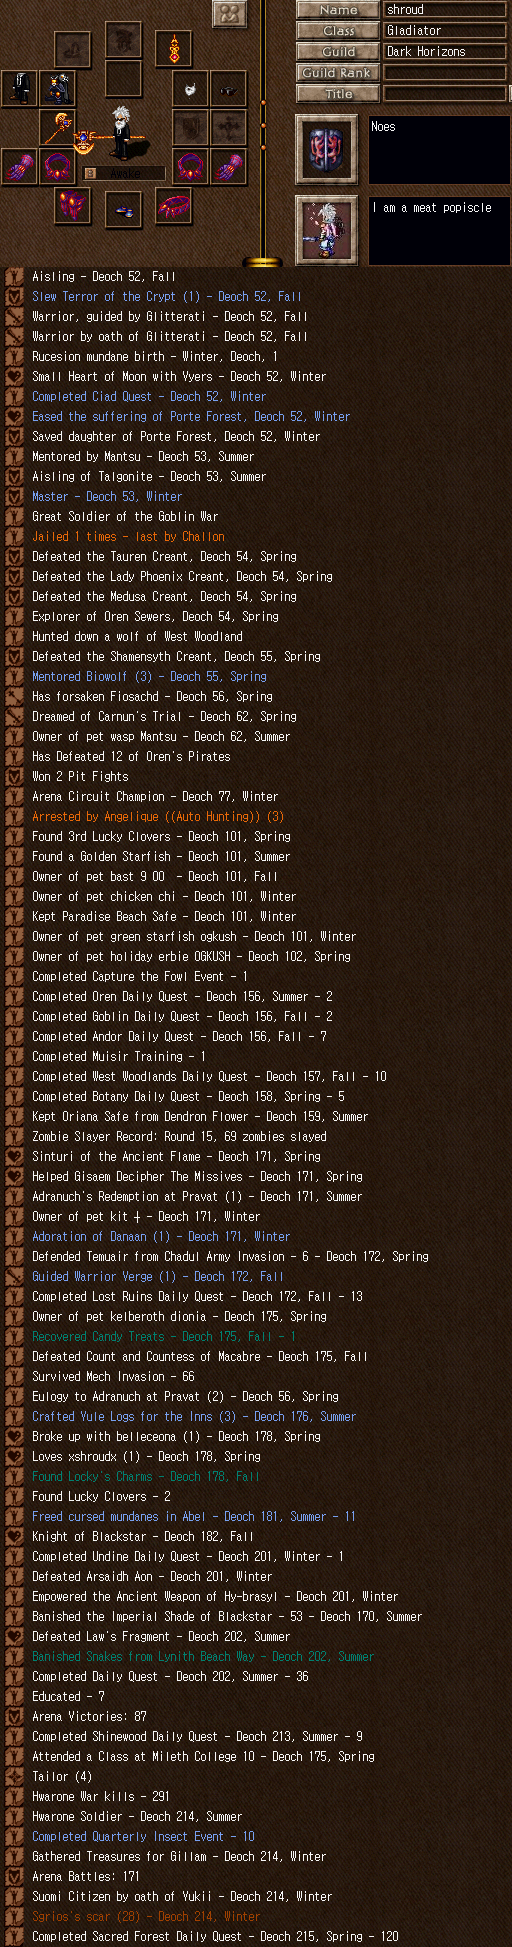 Name shroud
Class Gladiator
Guild Dark Horizons
Guild Rank
Title
Noes
Awake
I am a meat popiscle
Aisling - Deoch 52, Fall
Slew Terror of the Crypt (1) - Deoch 52, Fall
Warrior, guided by Glitterati - Deoch 52, Fall
Warrior by oath of Glitterati - Deoch 52, Fall
Rucesion mundane birth - Winter, Deoch, 1
Small Heart of Moon with Vyers - Deoch 52, Winter
Completed Ciad Quest - Deoch 52, Winter
Eased the suffering of Porte Forest, Deoch 52, Winter
Saved daughter of Porte Forest, Deoch 52, Winter
Mentored by Mantsu - Deoch 53, Summer
Aisling of Talgonite - Deoch 53, Summer
Master - Deoch 53, Winter
Great Soldier of the Goblin War
Jailed 1 times - last by Challon
Defeated the Tauren Creant, Deoch 54, Spring
Defeated the Lady Phoenix Creant, Deoch 54, Spring
Defeated the Medusa Creant, Deoch 54, Spring
Explorer of Oren Sewers, Deoch 54, Spring
Hunted down a wolf of West Woodland
Defeated the Shamensyth Creant, Deoch 55, Spring
Mentored Biowolf (3) - Deoch 55, Spring
Has forsaken Fiosachd - Deoch 56, Spring
Dreamed of Carnun's Trial - Deoch 62, Spring
Owner of pet wasp Mantsu - Deoch 62, Summer
Has Defeated 12 of Oren's Pirates
Won 2 Pit Fights
Arena Circuit Champion - Deoch 77, Winter
Arrested by Angelique ((Auto Hunting)) (3)
Found 3rd Lucky Clovers - Deoch 101, Spring
Found a Golden Starfish - Deoch 101, Summer
Owner of pet bast 9 00  - Deoch 101, Fall
Owner of pet chicken chi - Deoch 101, Winter
Kept Paradise Beach Safe - Deoch 101, Winter
Owner of pet green starfish ogkush - Deoch 101, Winter
Owner of pet holiday erbie OGKUSH - Deoch 102, Spring
Completed Capture the Fowl Event - 1
Completed Oren Daily Quest - Deoch 156, Summer - 2
Completed Goblin Daily Quest - Deoch 156, Fall - 2
Completed Andor Daily Quest - Deoch 156, Fall - 7
Completed Muisir Training - 1
Completed West Woodlands Daily Quest - Deoch 157, Fall - 10
Completed Botany Daily Quest - Deoch 158, Spring - 5
Kept Oriana Safe from Dendron Flower - Deoch 159, Summer
Zombie Slayer Record: Round 15, 69 zombies slayed
Sinturi of the Ancient Flame - Deoch 171, Spring
Helped Gisaem Decipher The Missives - Deoch 171, Spring
Adranuch's Redemption at Pravat (1) - Deoch 171, Summer
Owner of pet kit ┼ - Deoch 171, Winter
Adoration of Danaan (1) - Deoch 171, Winter
Defended Temuair from Chadul Army Invasion - 6 - Deoch 172, Spring
Guided Warrior Verge (1) - Deoch 172, Fall
Completed Lost Ruins Daily Quest - Deoch 172, Fall - 13
Owner of pet kelberoth dionia - Deoch 175, Spring
Recovered Candy Treats - Deoch 175, Fall - 1
Defeated Count and Countess of Macabre - Deoch 175, Fall
Survived Mech Invasion - 66
Eulogy to Adranuch at Pravat (2) - Deoch 56, Spring
Crafted Yule Logs for the Inns (3) - Deoch 176, Summer
Broke up with belleceona (1) - Deoch 178, Spring
Loves xshroudx (1) - Deoch 178, Spring
Found Locky's Charms - Deoch 178, Fall
Found Lucky Clovers - 2
Freed cursed mundanes in Abel - Deoch 181, Summer - 11
Knight of Blackstar - Deoch 182, Fall
Completed Undine Daily Quest - Deoch 201, Winter - 1
Defeated Arsaidh Aon - Deoch 201, Winter
Empowered the Ancient Weapon of Hy-brasyl - Deoch 201, Winter
Banished the Imperial Shade of Blackstar - 53 - Deoch 170, Summer
Defeated Law's Fragment - Deoch 202, Summer
Banished Snakes from Lynith Beach Way - Deoch 202, Summer
Completed Daily Quest - Deoch 202, Summer - 36
Educated - 7
Arena Victories: 87
Completed Shinewood Daily Quest - Deoch 213, Summer - 9
Attended a Class at Mileth College 10 - Deoch 175, Spring
Tailor (4)
Hwarone War kills - 291
Hwarone Soldier - Deoch 214, Summer
Completed Quarterly Insect Event - 10
Gathered Treasures for Gillam - Deoch 214, Winter
Arena Battles: 171
Suomi Citizen by oath of Yukii - Deoch 214, Winter
Sgrios's scar (28) - Deoch 214, Winter
Completed Sacred Forest Daily Quest - Deoch 215, Spring - 120